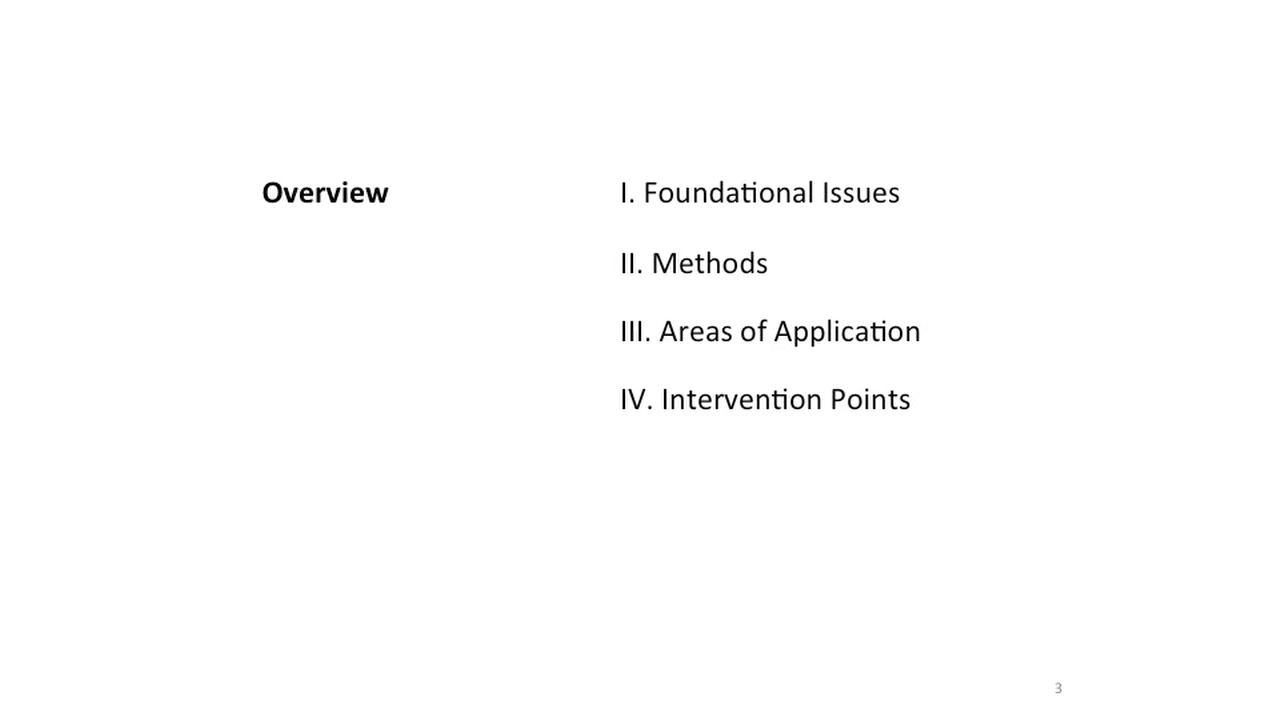 Overview
I. Foundational Issues
II. Methods
III. Areas of Application
IV. Intervention Points
3